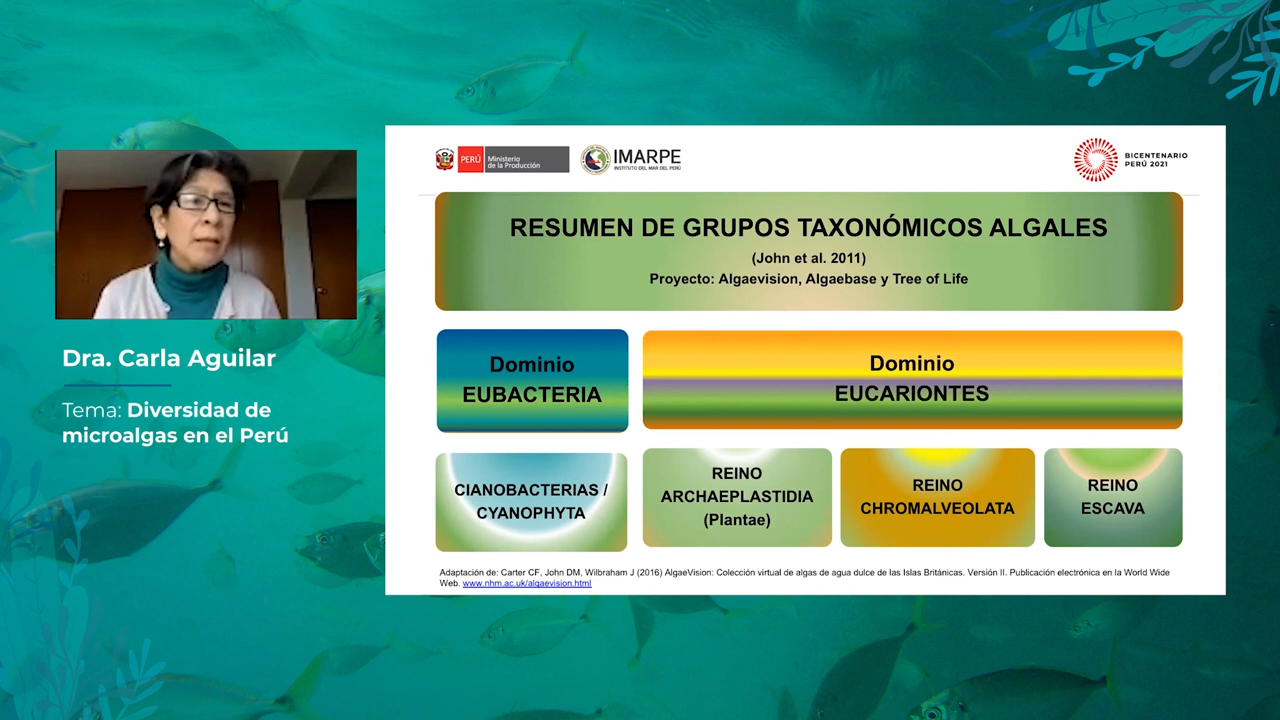 Dra. Carla Aguilar
Tema: Diversidad de
microalgas en el Perú
PERÚ
Ministerio
de la Producción
IMARPE
INSTITUTO DEL MAR DEL PERÚ
BICENTENARIO
PERÚ 2021
RESUMEN DE GRUPOS TAXONÓMICOS ALGALES
(John et al. 2011)
Proyecto: Algaevision, Algaebase y Tree of Life
Dominio
EUBACTERIA
Dominio
EUCARIONTES
CIANOBACTERIAS /
CYANOPHYTA
REINO
ARCHAEPLASTIDIA
(Plantae)
REINO
CHROMALVEOLATA
REINO
ESCAVA
Adaptación de: Carter CF, John DM, Wilbraham J (2016) AlgaeVision: Colección virtual de algas de agua dulce de las Islas Británicas. Versión II. Publicación electrónica en la World Wide
Web. www.nhm.ac.uk/algaevision.html